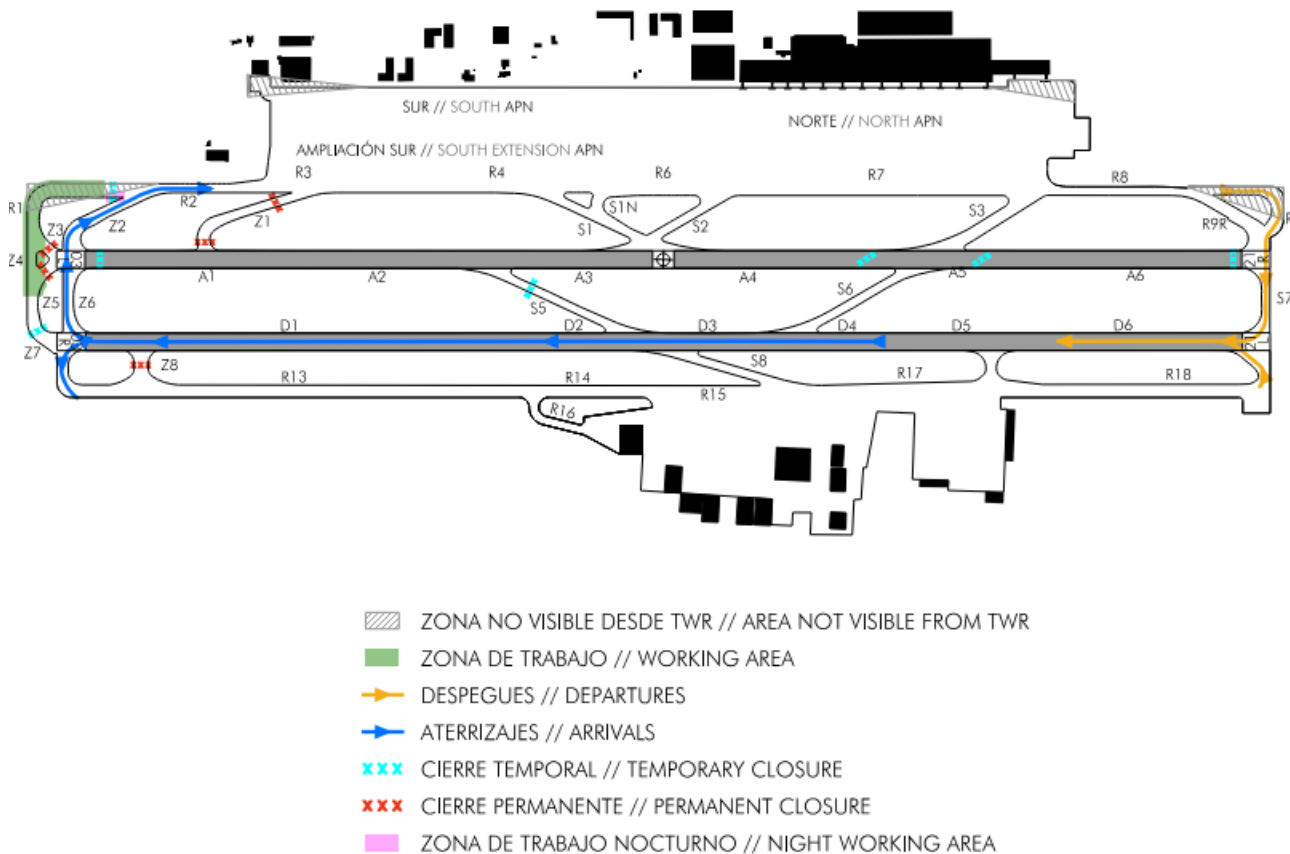 SUR // SOUTH APN
NORTE // NORTH APN
AMPLIACIÓN SUR // SOUTH EXTENSION APN
R3
R4
R6
R7
R8
R1
R2
Z1
Z2
Z3
S1N
S1
S2
S3
R9R
Z4
03
L
21
R
A1
A2
A3
A4
A5
A6
Z5
Z6
S5
S6
S7
D1
D2
D3
D4
D5
D6
Z7
R
21
L
Z8
R13
R14
R15
S8
R17
R18
R16
ZONA NO VISIBLE DESDE TWR // AREA NOT VISIBLE FROM TWR
ZONA DE TRABAJO // WORKING AREA
DESPEGUES // DEPARTURES
ATERRIZAJES // ARRIVALS
CIERRE TEMPORAL // TEMPORARY CLOSURE
CIERRE PERMANENTE // PERMANENT CLOSURE
ZONA DE TRABAJO NOCTURNO // NIGHT WORKING AREA